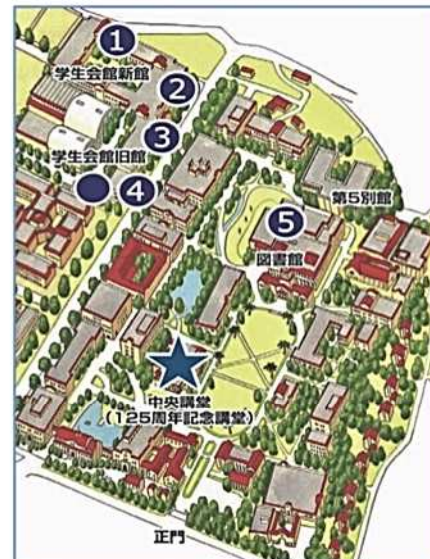 1
学生会館新館
2
3
学生会館旧館
4
第5別館
5
図書館
中央講堂
(125周年記念講堂)
正門